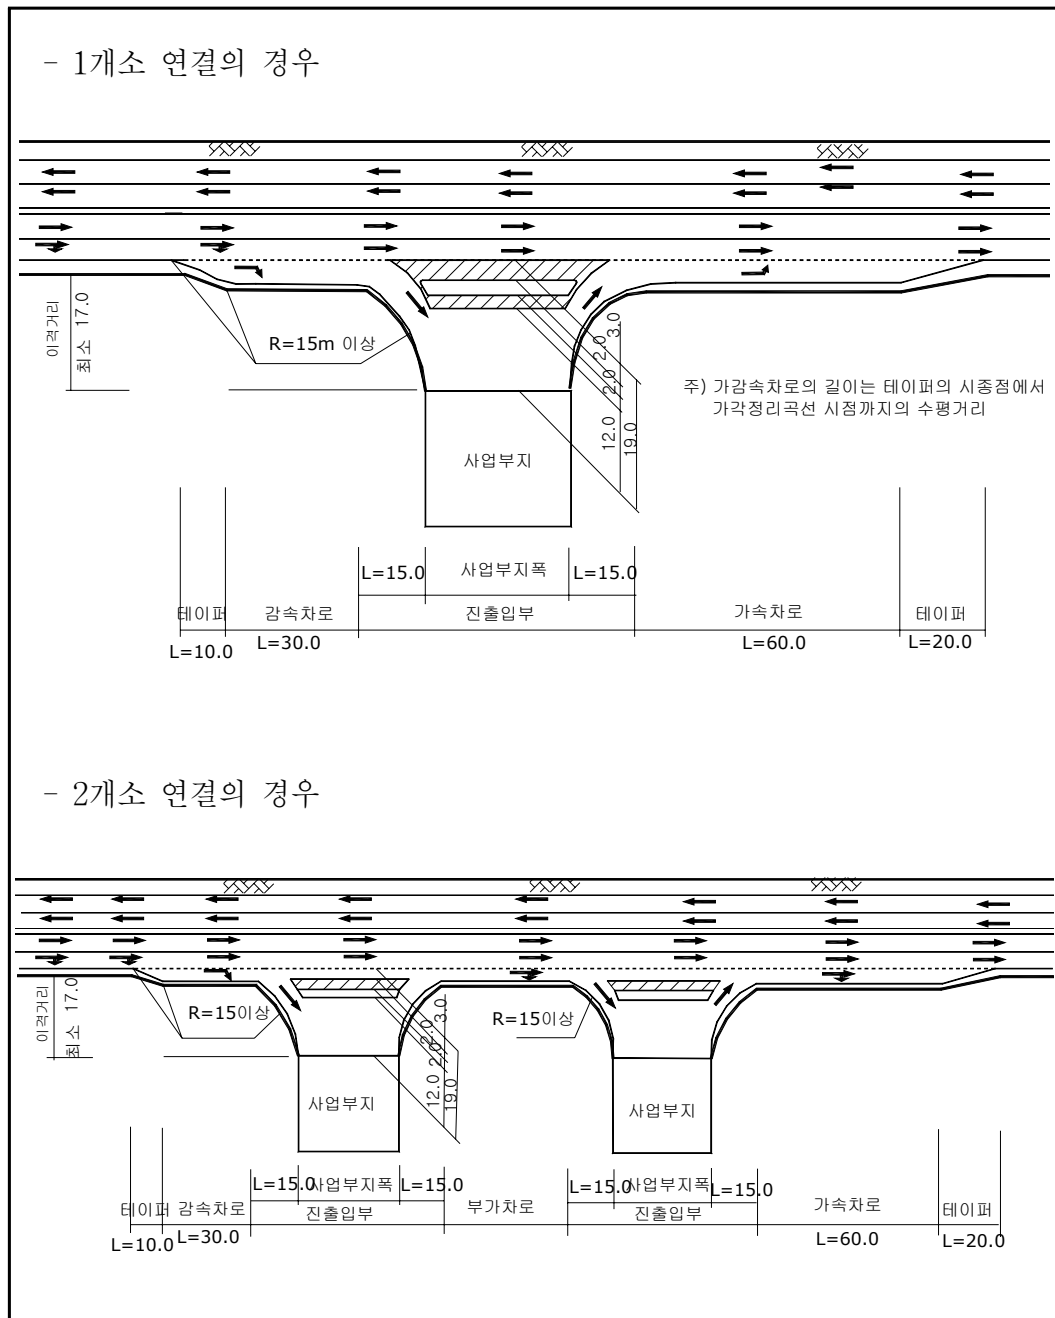 - 1개소 연결의 경우
이격거리
최소 17.0
R=15m 이상
3.0
2.0
2.0
12.0
19.0
주) 가감속차로의 길이는 테이퍼의 시종점에서
가각정리곡선 시점까지의 수평거리
사업부지
L=15.0 사업부지폭 L=15.0
테이퍼 감속차로 진출입부 가속차로 테이퍼
L=10.0 L=30.0 L=60.0 L=20.0
- 2개소 연결의 경우
이격거리
최소 17.0
R=15이상
3.0
2.0
2.0
12.0
19.0
R=15이상
사업부지 사업부지
L=15.0 사업부지폭 L=15.0 L=15.0 사업부지폭 L=15.0
테이퍼 감속차로 진출입부 부가차로 진출입부 가속차로 테이퍼
L=10.0 L=30.0 L=60.0 L=20.0